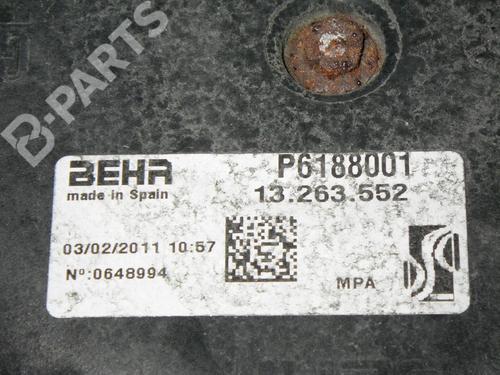 B-PARTS
BEHR
made in Spain
P6188001
13.263.552
03/02/2011 10:57
Nº:0648994
MPA